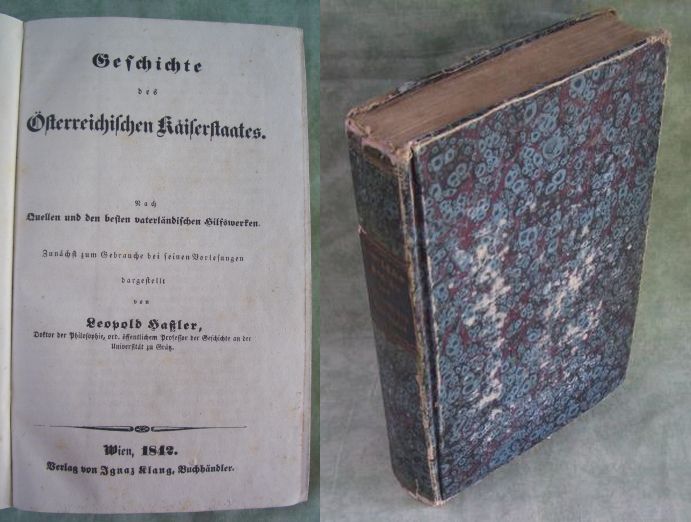 Geschichte
des
Österreichischen Kaiserstaates.
Nach
Quellen und den besten vaterländischen Hilfswerken.
Zunächst zum Gebrauche bei seinen Vorlesungen
dargestellt
von
Leopold Haßler,
Doktor der Philosophie, ord. öffentlichem Professor der Geschichte an
der Universität zu Grätz.
Wien, 1842.
Verlag von Ignaz Klang, Buchhändler.